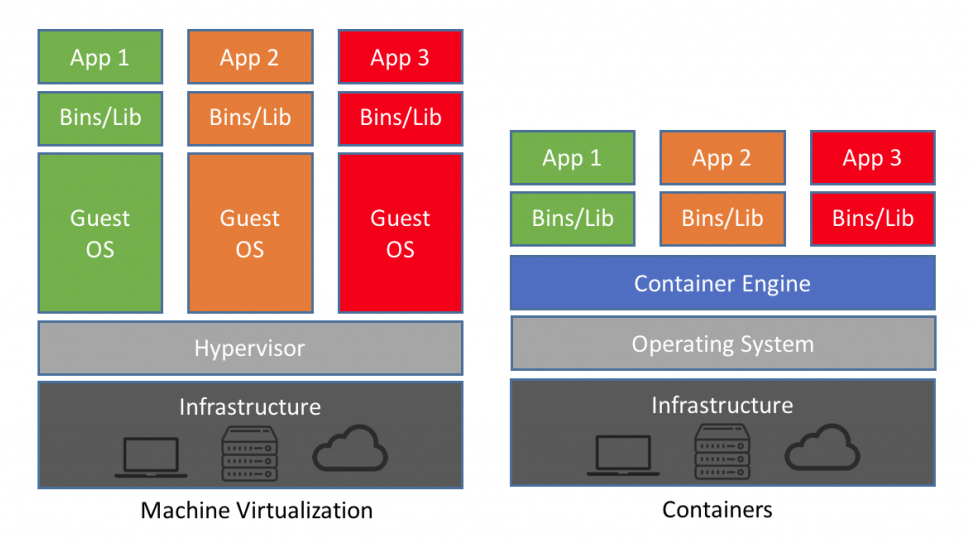 App 1
App 2
App 3
Bins/Lib
Bins/Lib
Bins/Lib
Guest
OS
Guest
OS
Guest
OS
Hypervisor
Infrastructure
Machine Virtualization
App 1
App 2
App 3
Bins/Lib
Bins/Lib
Bins/Lib
Container Engine
Operating System
Infrastructure
Containers